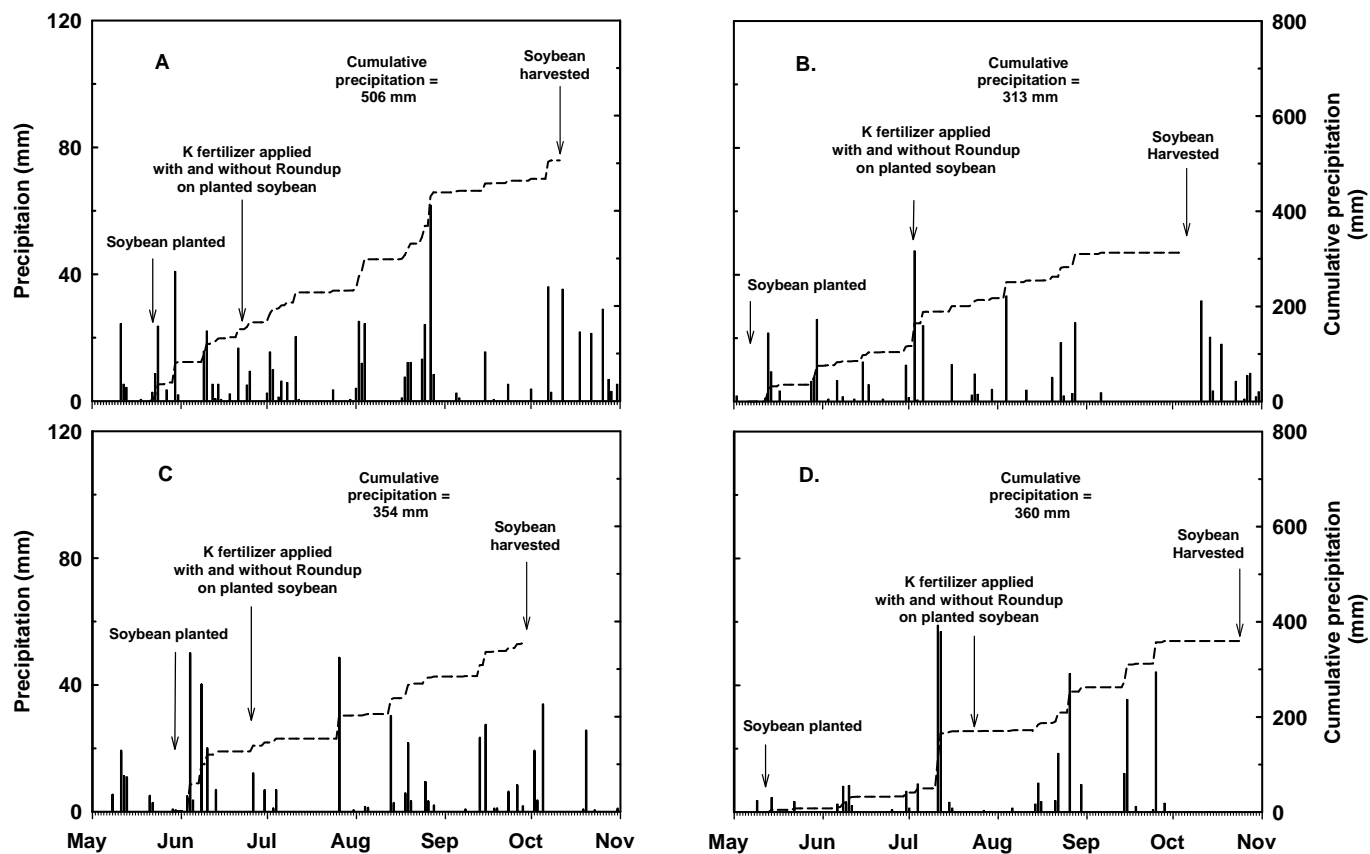 120
80
40
0
Precipitaion (mm)
A
Cumulative
precipitation =
506 mm
Soybean
harvested
K fertilizer applied
with and without Roundup
on planted soybean
Soybean planted
B.
Cumulative
precipitation =
313 mm
K fertilizer applied
with and without Roundup
on planted soybean
Soybean
Harvested
Soybean planted
800
600
400
200
0
Cumulative precipitation
(mm)
120
80
40
0
Precipitation (mm)
C
Cumulative
precipitation =
354 mm
Soybean
harvested
K fertilizer applied
with and without Roundup
on planted soybean
Soybean planted
May
Jun
Jul
Aug
Sep
Oct
Nov
D.
Cumulative
precipitation =
360 mm
Soybean
Harvested
K fertilizer applied
with and without Roundup
on planted soybean
Soybean planted
800
600
400
200
0
Cumulative precipitation
(mm)
May
Jun
Jul
Aug
Sep
Oct
Nov